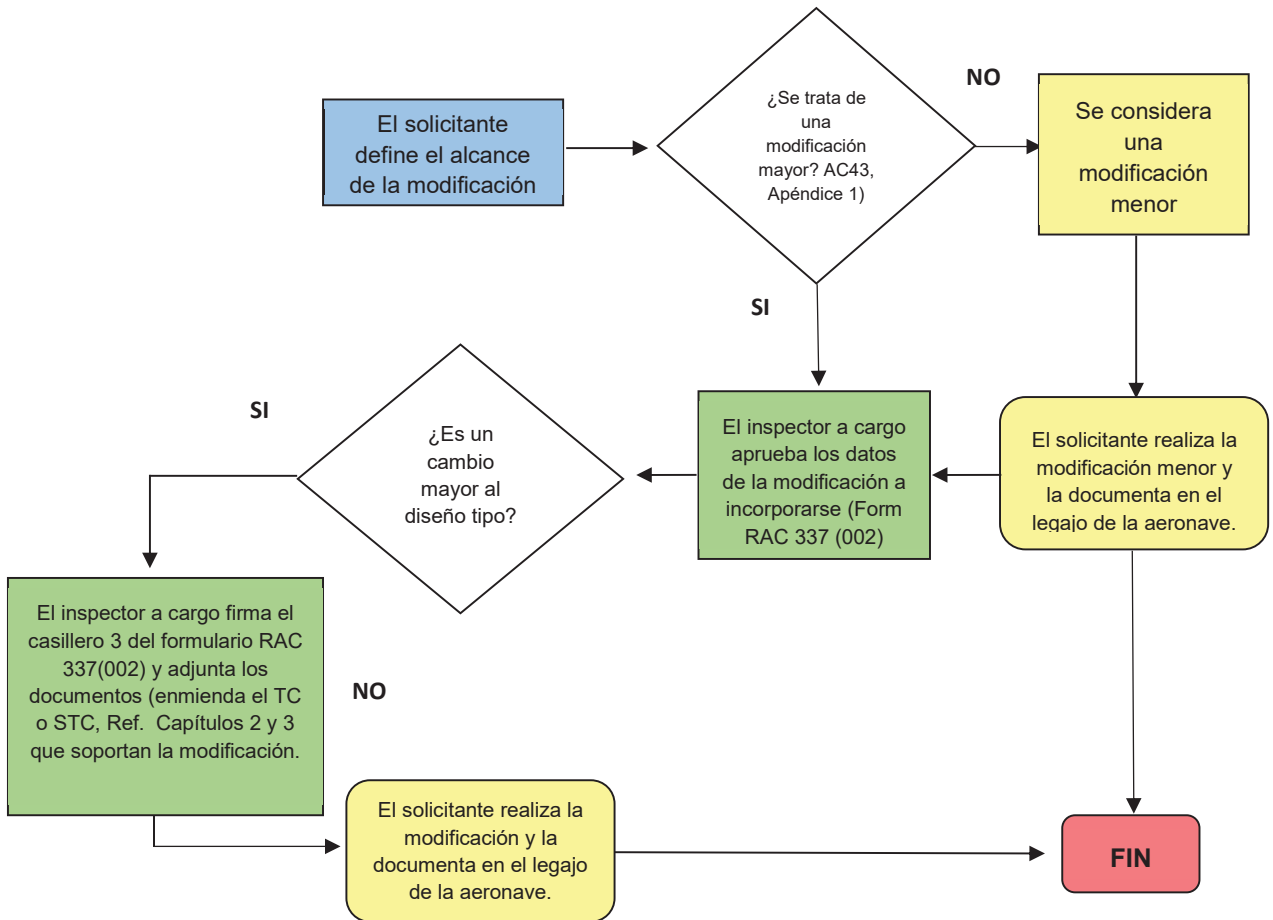 El solicitante
define el alcance
de la modificación
¿Se trata de
una
modificación
mayor? AC43,
Apéndice 1)
NO
Se considera
una
modificación
menor
SI
SI
¿Es un
cambio
mayor al
diseño tipo?
El inspector a cargo
aprueba los datos
de la modificación a
incorporarse (Form
RAC 337 (002)
El solicitante realiza la
modificación menor y
la documenta en el
legajo de la aeronave.
El inspector a cargo firma el
casillero 3 del formulario RAC
337(002) y adjunta los
documentos (enmienda el TC
o STC, Ref. Capítulos 2 y 3
que soportan la modificación.
NO
El solicitante realiza la
modificación y la
documenta en el legajo
de la aeronave.
FIN